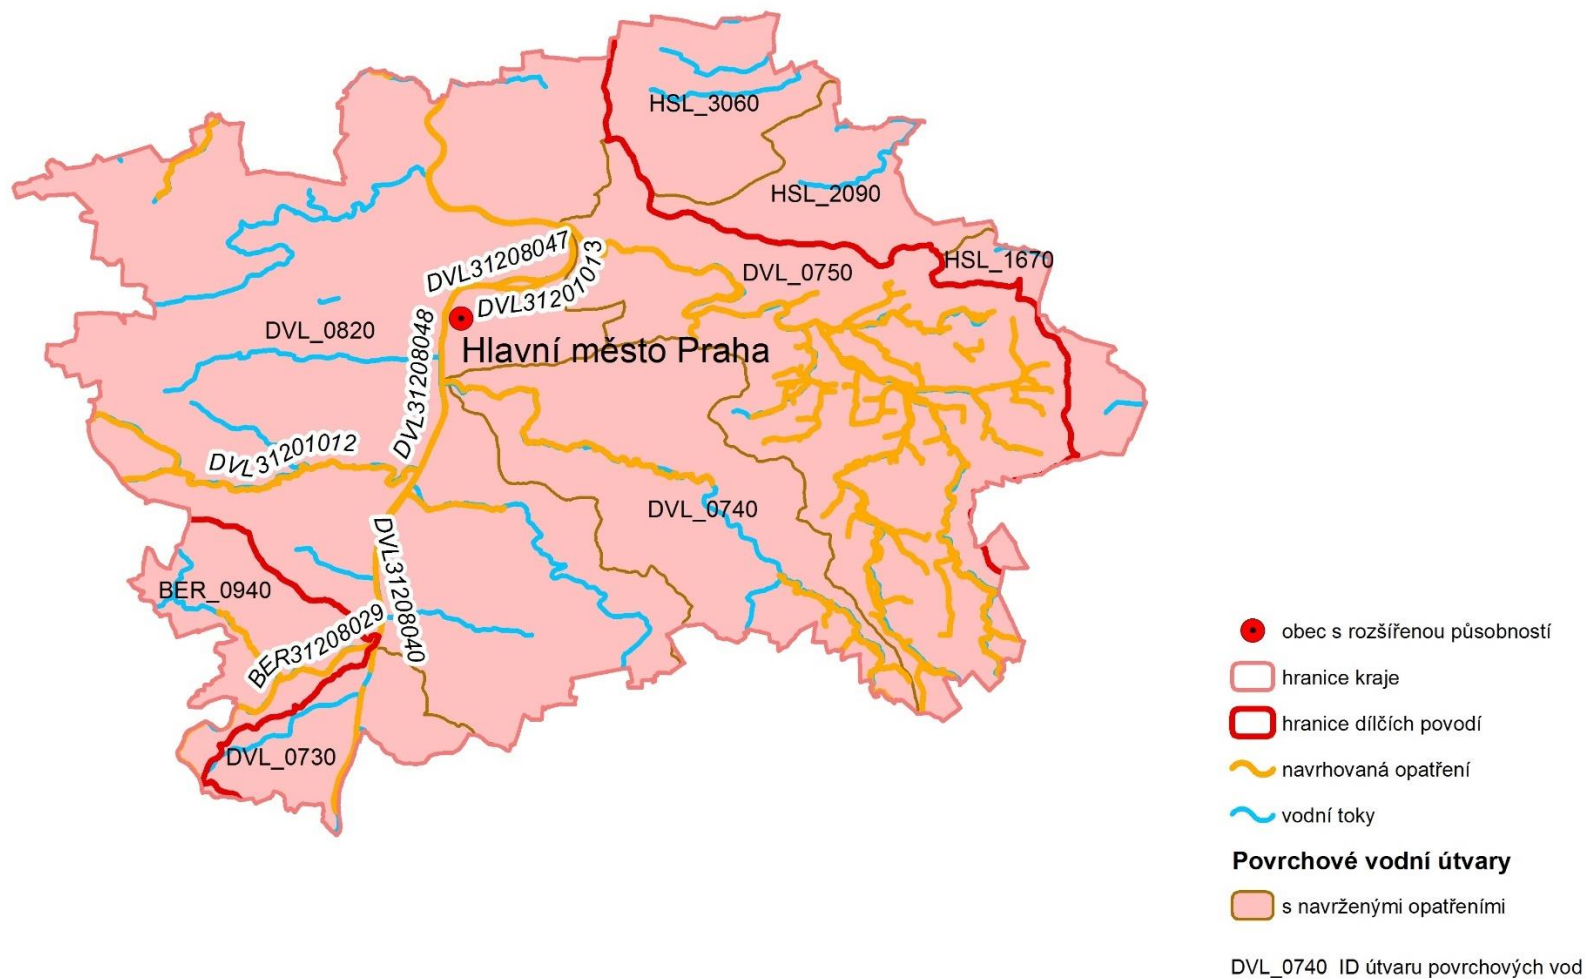 HSL_3060
HSL_2090
HSL_1670
DVL31208047
DVL31201013
DVL_0750
DVL_0820
DVL31208048
Hlavní město Praha
DVL31201012
DVL_0740
DVL31208040
BER_0940
BER31208029
DVL_0730
obec s rozšířenou působností
hranice kraje
hranice dílčích povodí
navrhovaná opatření
vodní toky
Povrchové vodní útvary
s navrženými opatřeními
DVL_0740 ID útvaru povrchových vod